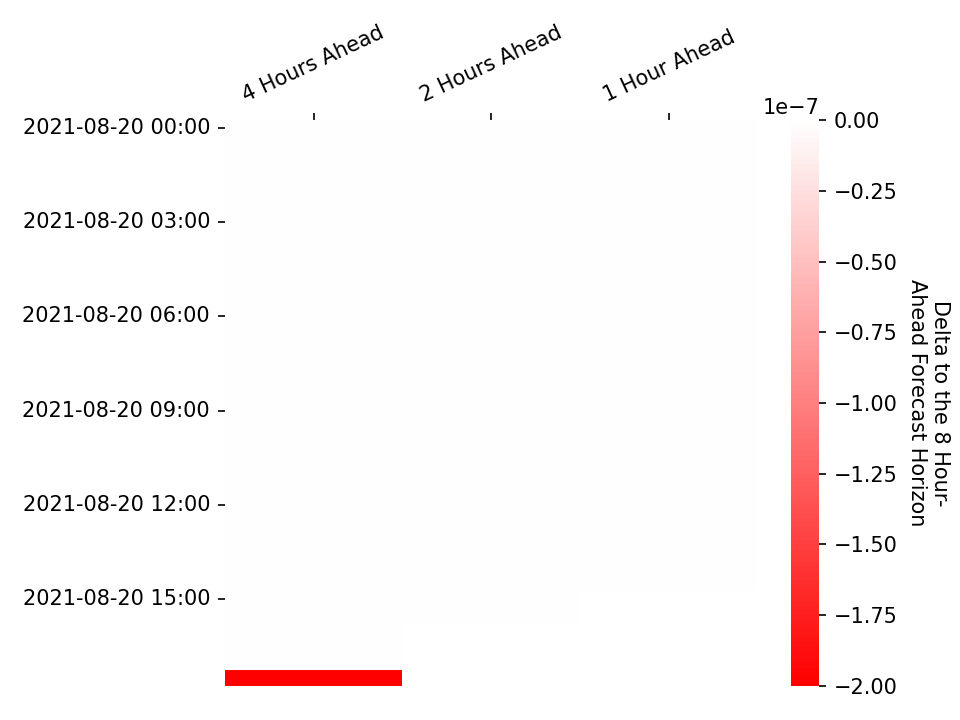 4 Hours Ahead
2 Hours Ahead
1 Hour Ahead
1e−7
2021-08-20 00:00
2021-08-20 03:00
2021-08-20 06:00
2021-08-20 09:00
2021-08-20 12:00
2021-08-20 15:00
0.00
−0.25
−0.50
−0.75
−1.00
−1.25
−1.50
−1.75
−2.00
Delta to the 8 Hour-
Ahead Forecast Horizon